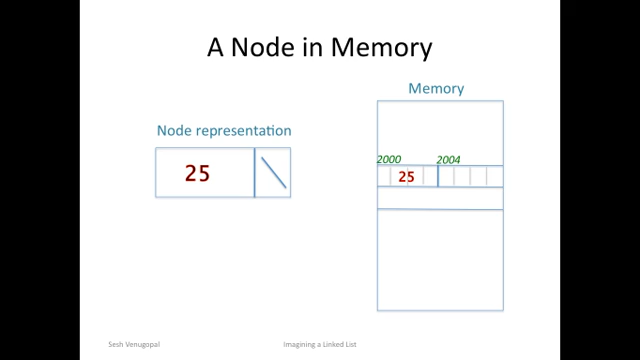 A Node in Memory
Memory
Node representation
2000 2004
25
25
Sesh Venugopal
Imagining a Linked List